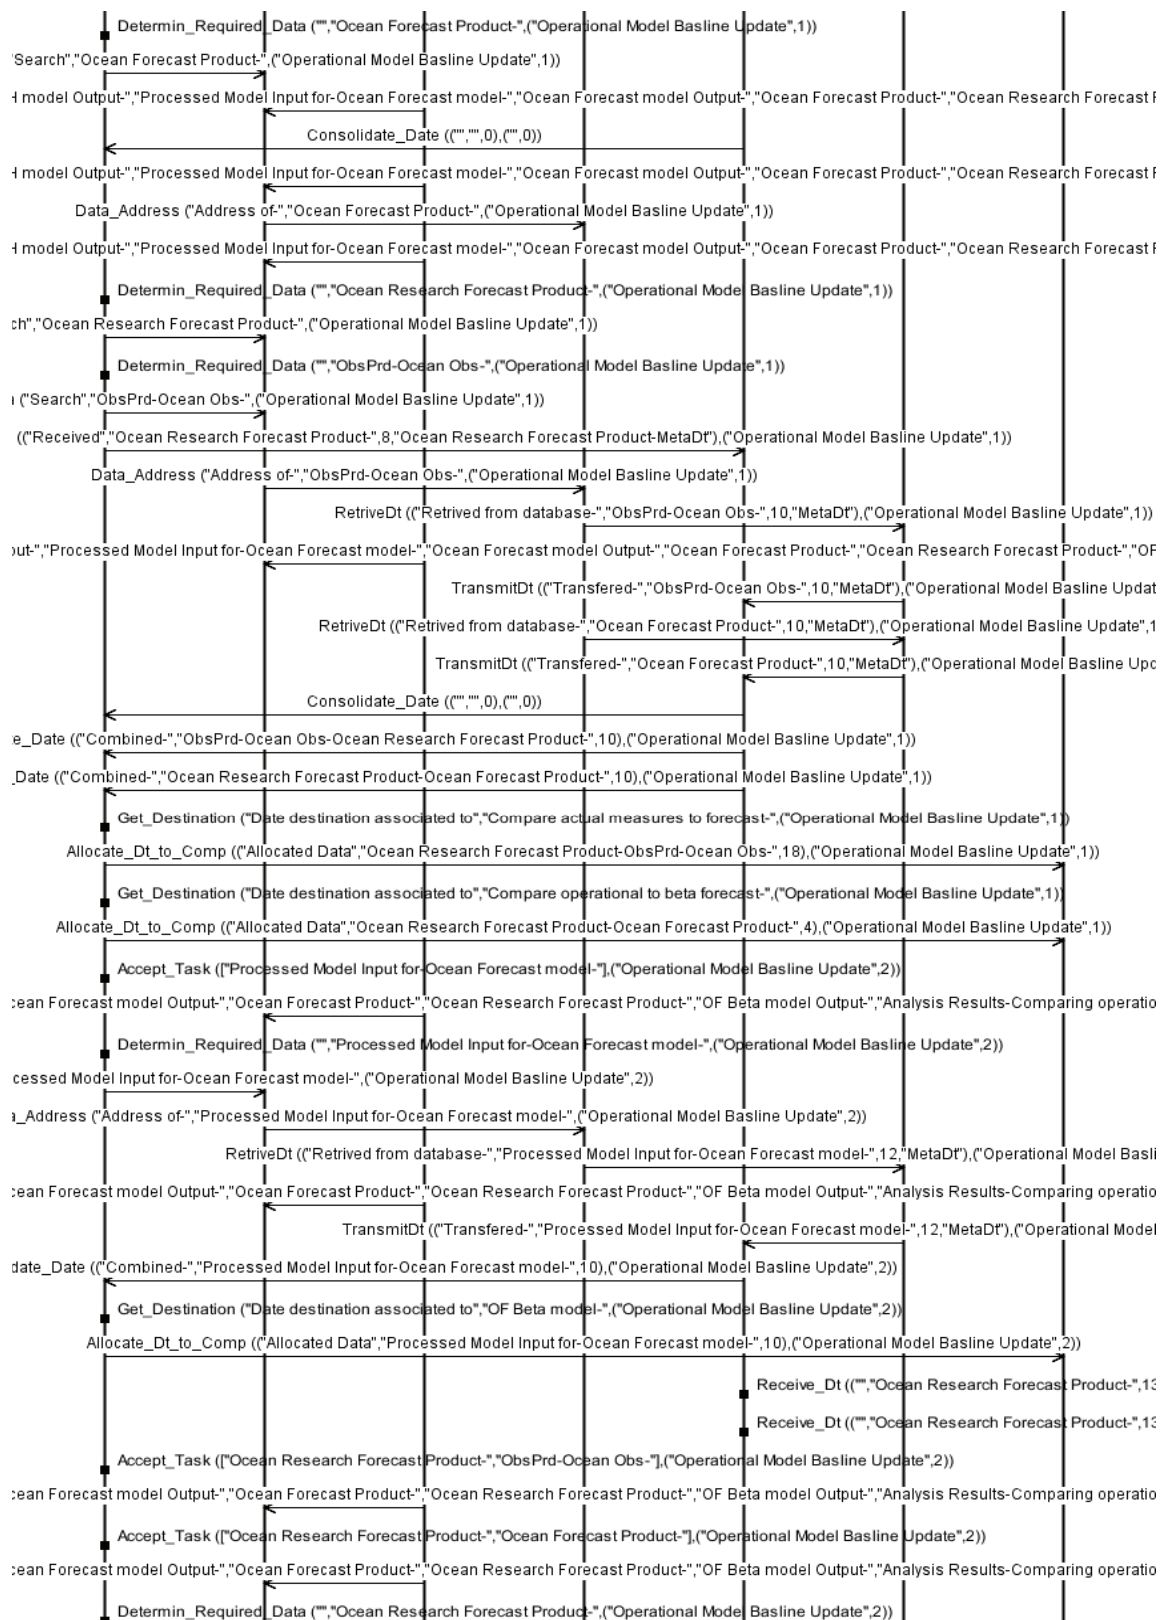 Determin_Required_Data ("","Ocean Forecast Product-",("Operational Model Basline Update",1))
'Search","Ocean Forecast Product-",("Operational Model Basline Update",1))
model Output-","Processed Model Input for-Ocean Forecast model-","Ocean Forecast model Output-","Ocean Forecast Product-","Ocean Research Forecast
Consolidate_Date (("","",0),("",0))
model Output-","Processed Model Input for-Ocean Forecast model-","Ocean Forecast model Output-","Ocean Forecast Product-","Ocean Research Forecast
Data_Address ("Address of-","Ocean Forecast Product-",("Operational Model Basline Update",1))
model Output-","Processed Model Input for-Ocean Forecast model-","Ocean Forecast model Output-","Ocean Forecast Product-","Ocean Research Forecast
Determin_Required_Data ("","Ocean Research Forecast Product-",("Operational Model Basline Update",1))
ch","Ocean Research Forecast Product-",("Operational Model Basline Update",1))
Determin_Required_Data ("","ObsPrd-Ocean Obs-",("Operational Model Basline Update",1))
("Search","ObsPrd-Ocean Obs-",("Operational Model Basline Update",1))
(("Received","Ocean Research Forecast Product-",8,"Ocean Research Forecast Product-MetaDt"),("Operational Model Basline Update",1))
Data_Address ("Address of-","ObsPrd-Ocean Obs-",("Operational Model Basline Update",1))
RetriveDt (("Retrived from database-","ObsPrd-Ocean Obs-",10,"MetaDt"),("Operational Model Basline Update",1))
out-","Processed Model Input for-Ocean Forecast model-","Ocean Forecast model Output-","Ocean Forecast Product-","Ocean Research Forecast Product-","OF
TransmitDt (("Transfered-","ObsPrd-Ocean Obs-",10,"MetaDt"),("Operational Model Basline Updat
RetriveDt (("Retrived from database-","Ocean Forecast Product-",10,"MetaDt"),("Operational Model Basline Update",1
TransmitDt (("Transfered-","Ocean Forecast Product-",10,"MetaDt"),("Operational Model Basline Upd
Consolidate_Date (("","",0),("",0))
e_Date (("Combined-","ObsPrd-Ocean Obs-Ocean Research Forecast Product-",10),("Operational Model Basline Update",1))
_Date (("Combined-","Ocean Research Forecast Product-Ocean Forecast Product-",10),("Operational Model Basline Update",1))
Get_Destination ("Date destination associated to","Compare actual measures to forecast-",("Operational Model Basline Update",1))
Allocate_Dt_to_Comp (("Allocated Data","Ocean Research Forecast Product-ObsPrd-Ocean Obs-",18),("Operational Model Basline Update",1))
Get_Destination ("Date destination associated to","Compare operational to beta forecast-",("Operational Model Basline Update",1))
Allocate_Dt_to_Comp (("Allocated Data","Ocean Research Forecast Product-Ocean Forecast Product-",4),("Operational Model Basline Update",1))
Accept_Task (["Processed Model Input for-Ocean Forecast model-"],("Operational Model Basline Update",2))
cean Forecast model Output-","Ocean Forecast Product-","Ocean Research Forecast Product-","OF Beta model Output-","Analysis Results-Comparing operatio
Determin_Required_Data ("","Processed Model Input for-Ocean Forecast model-",("Operational Model Basline Update",2))
cessed Model Input for-Ocean Forecast model-",("Operational Model Basline Update",2))
a_Address ("Address of-","Processed Model Input for-Ocean Forecast model-",("Operational Model Basline Update",2))
RetriveDt (("Retrived from database-","Processed Model Input for-Ocean Forecast model-",12,"MetaDt"),("Operational Model Basli
cean Forecast model Output-","Ocean Forecast Product-","Ocean Research Forecast Product-","OF Beta model Output-","Analysis Results-Comparing operatio
TransmitDt (("Transfered-","Processed Model Input for-Ocean Forecast model-",12,"MetaDt"),("Operational Model
date_Date (("Combined-","Processed Model Input for-Ocean Forecast model-",10),("Operational Model Basline Update",2))
Get_Destination ("Date destination associated to","OF Beta model-",("Operational Model Basline Update",2))
Allocate_Dt_to_Comp (("Allocated Data","Processed Model Input for-Ocean Forecast model-",10),("Operational Model Basline Update",2))
Receive_Dt (("","Ocean Research Forecast Product-",13
Receive_Dt (("","Ocean Research Forecast Product-",13
Accept_Task (["Ocean Research Forecast Product-","ObsPrd-Ocean Obs-"],("Operational Model Basline Update",2))
cean Forecast model Output-","Ocean Forecast Product-","Ocean Research Forecast Product-","OF Beta model Output-","Analysis Results-Comparing operatio
Accept_Task (["Ocean Research Forecast Product-","Ocean Forecast Product-"],("Operational Model Basline Update",2))
cean Forecast model Output-","Ocean Forecast Product-","Ocean Research Forecast Product-","OF Beta model Output-","Analysis Results-Comparing operatio
Determin_Required_Data ("","Ocean Research Forecast Product-",("Operational Model Basline Update",2))